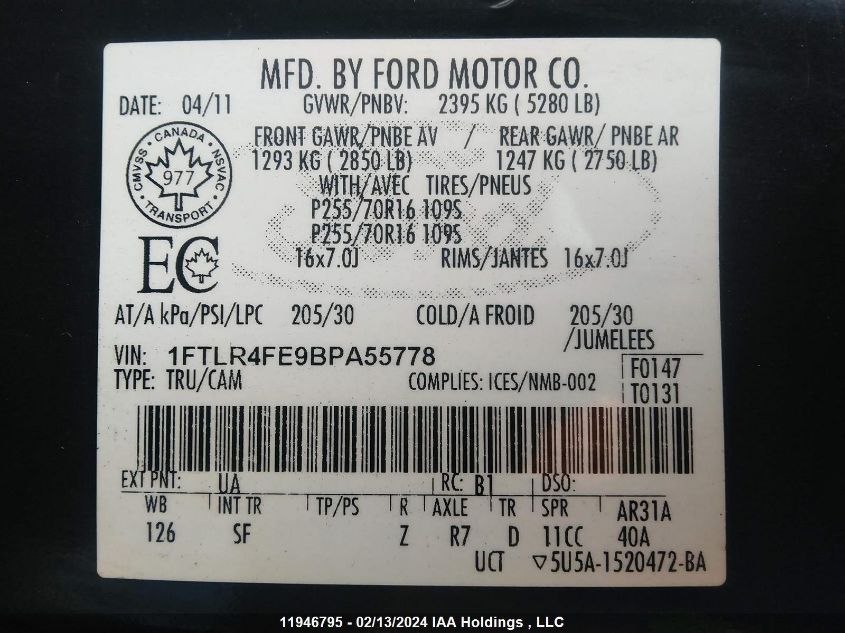 MFD. BY FORD MOTOR CO.
DATE: 04/11 GVWR/PNBV: 2395 KG ( 5280 LB)
FRONT GAWR/PNBE AV / REAR GAWR/ PNBE AR
1293 KG ( 2850 LB) 1247 KG ( 2750 LB)
WITH/AVEC TIRES/PNEUS
P255/70R16 109S
P255/70R16 109S
16x7.0J RIMS/JANTES 16x7.0J
CANADA
CMVSS • NSVAC
977
TRANSPORT
EC
AT/A kPa/PSI/LPC 205/30 COLD/A FROID 205/30
/JUMELEES
VIN: 1FTLR4FE9BPA55778
F0147
TYPE: TRU/CAM COMPLIES: ICES/NMB-002
T0131
EXT PNT: UA RC: B1 DSO:
WB INT TR TP/PS R AXLE TR SPR AR31A
126 SF Z R7 D 11CC 40A
UCT ▽5U5A-1520472-BA
11946795 - 02/13/2024 IAA Holdings , LLC